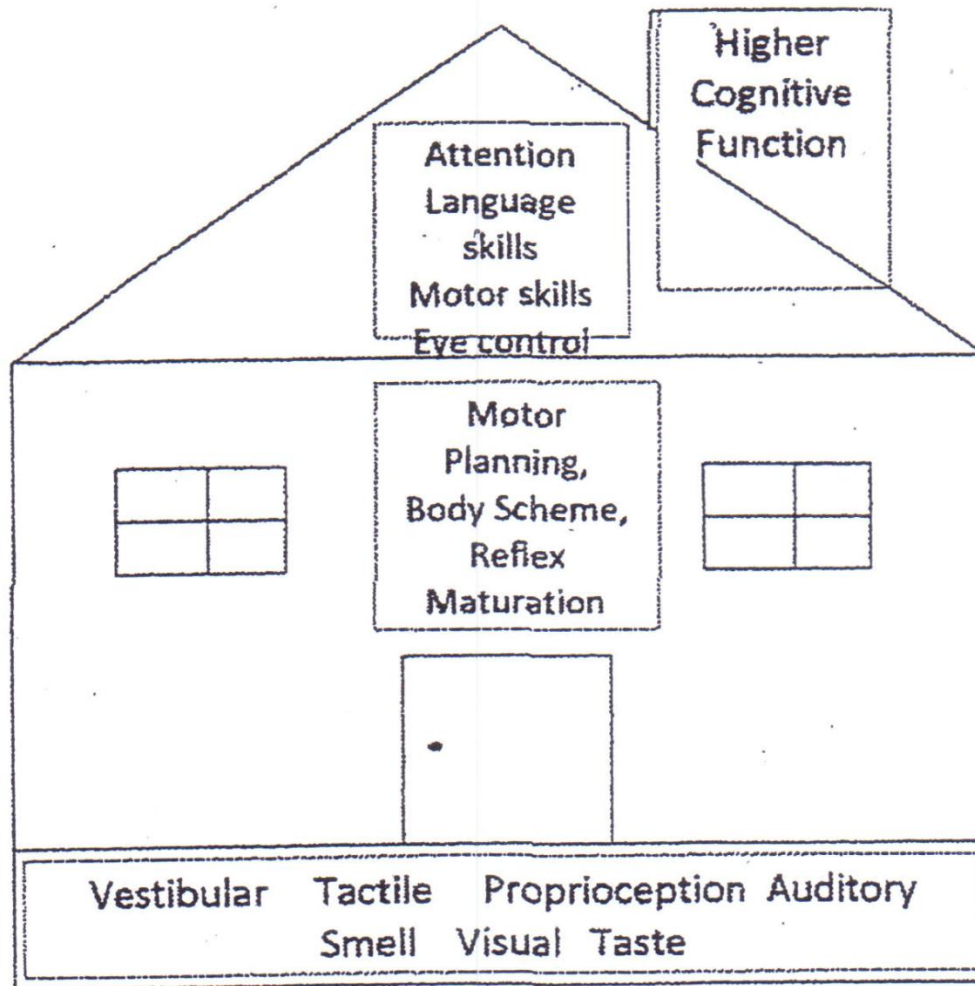 Higher
Cognitive
Function
Attention
Language
skills
Motor skills
Eye control
Motor
Planning,
Body Scheme,
Reflex
Maturation
Vestibular Tactile Proprioception Auditory
Smell Visual Taste